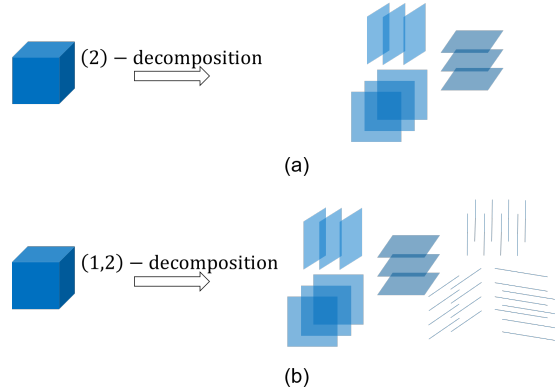 (2) − decomposition
(a)
(1,2) − decomposition
(b)